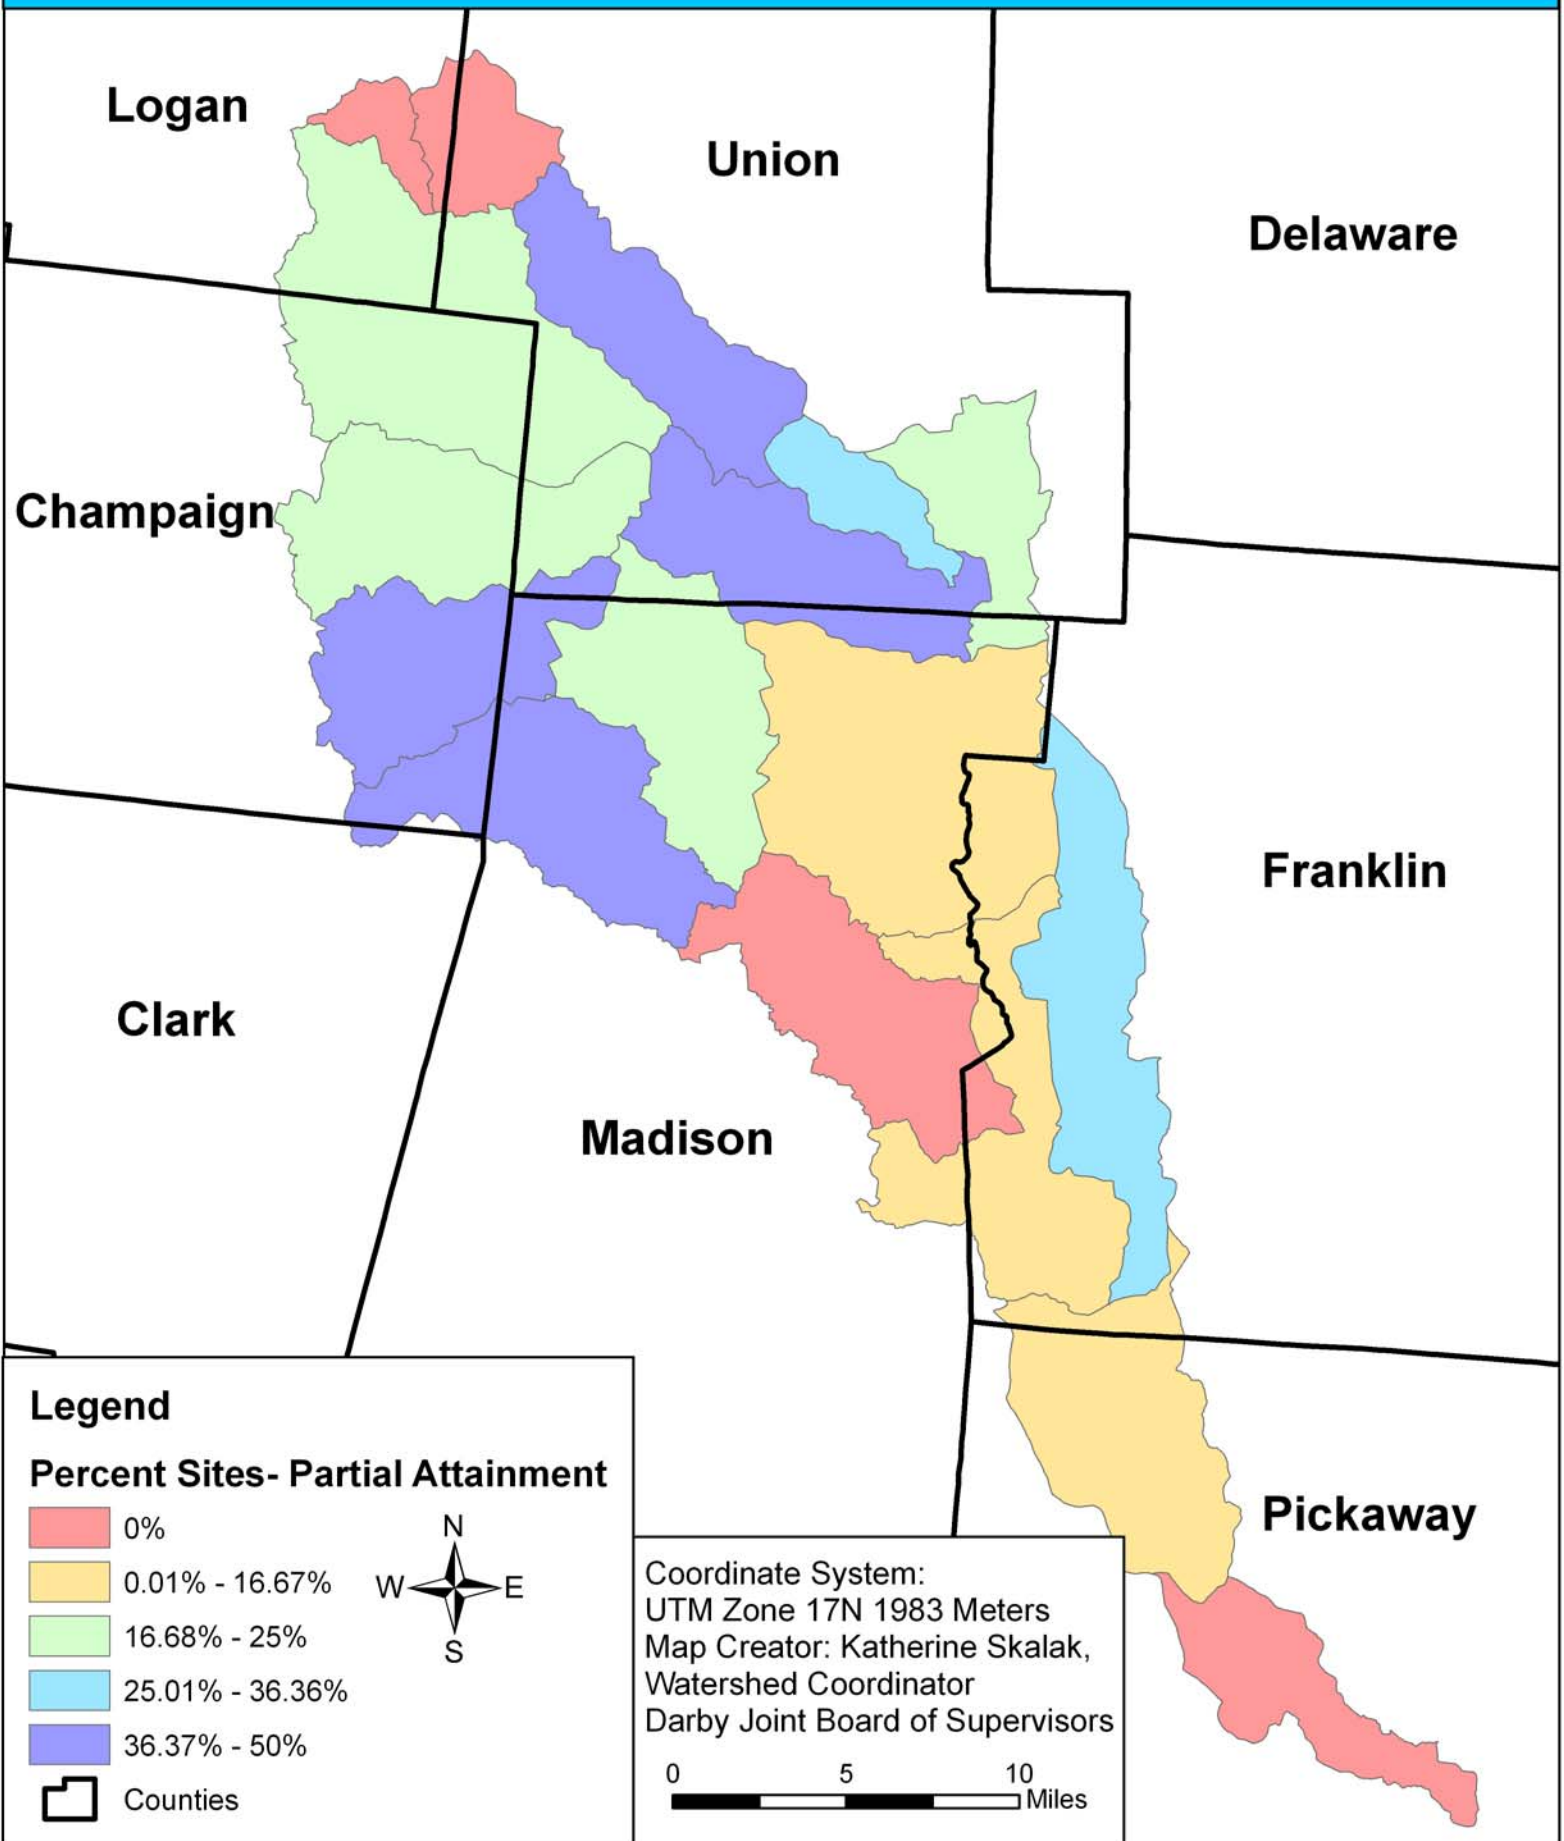 Logan
Union
Delaware
Champaign
Franklin
Clark
Madison
Pickaway
Legend
Percent Sites- Partial Attainment
0%
0.01% - 16.67%
16.68% - 25%
25.01% - 36.36%
36.37% - 50%
Counties
N
W E
S
Coordinate System:
UTM Zone 17N 1983 Meters
Map Creator: Katherine Skalak,
Watershed Coordinator
Darby Joint Board of Supervisors
0 5 10
Miles